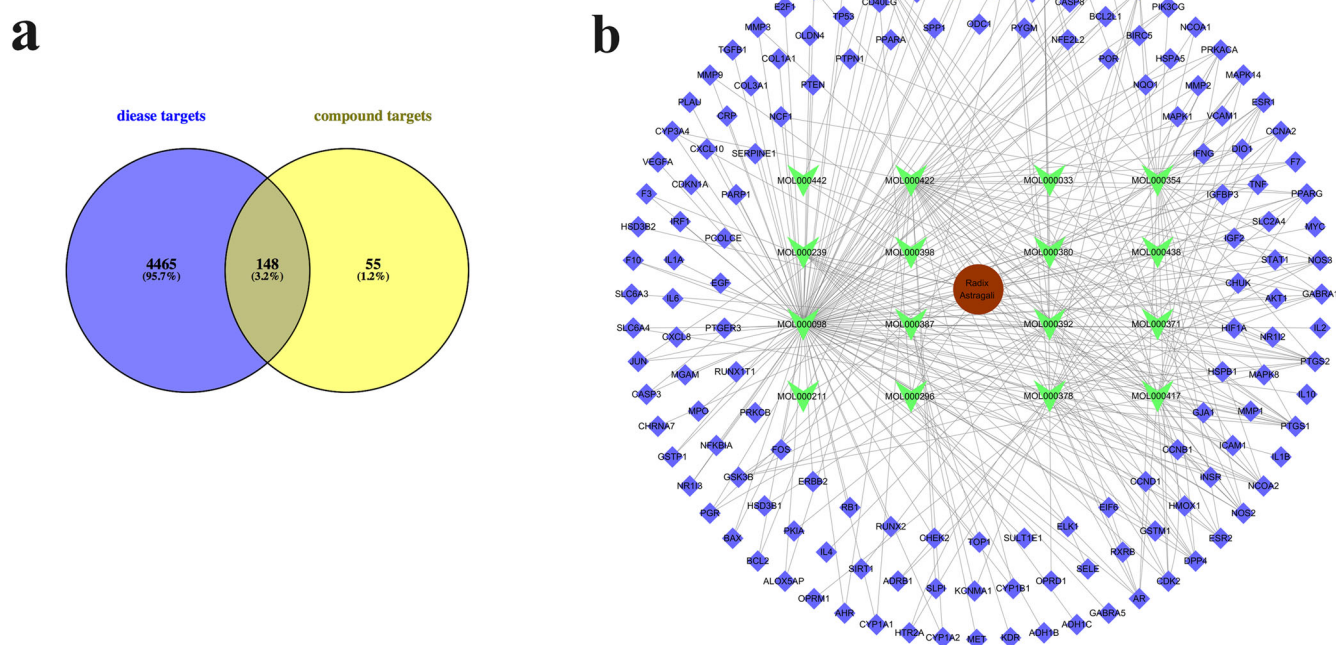 a
b
diease targets
compound targets
4465
(95.7%)
148
(3.2%)
55
(1.2%)
E2F1
TP53
CD40LG
CASP8
PIK3CG
MMP3
CLDN4
PPARA
SPP1
ODC1
PYGM
NFE2L2
BCL2L1
BIRC5
NCOA1
TGFB1
COL1A1
PTPN1
POR
HSPA5
PRKACA
MMP9
COL3A1
PTEN
NQO1
MMP2
MAPK14
PLAU
CRP
NCF1
MAPK1
VCAM1
ESR1
CYP3A4
CXCL10
SERPINE1
IFNG
DIO1
VEGFA
CDKN1A
PARP1
F7
F3
IRF1
IGFBP3
TNF
PPARG
HSD3B2
PCOLCE
SLC2A4
MYC
F10
IL1A
IGF2
STAT1
NOS3
SLC6A3
IL6
EGF
CHUK
AKT1
GABRA1
SLC6A4
CXCL8
PTGER3
HIF1A
NR1I2
IL2
JUN
MGAM
RUNX1T1
HSPB1
MAPK8
PTGS2
CASP3
MPO
PRKCB
GJA1
MMP1
IL10
CHRNA7
NFKBIA
FOS
CCNB1
ICAM1
PTGS1
GSTP1
GSK3B
IL1B
NR1I3
HSD3B1
ERBB2
CCND1
INSR
NCOA2
PGR
PKIA
RB1
EIF6
HMOX1
NOS2
BAX
IL4
RUNX2
CHEK2
TOP1
SULT1E1
ELK1
GSTM1
ESR2
BCL2
SIRT1
RXRB
DPP4
ALOX5AP
ADRB1
SLPI
KCNMA1
CYP1B1
OPRD1
SELE
CDK2
OPRM1
AHR
GABRA5
AR
CYP1A1
HTR2A
CYP1A2
MET
KDR
ADH1B
ADH1C
MOL000442
MOL000422
MOL000033
MOL000354
MOL000239
MOL000398
MOL000380
MOL000438
Radix
Astragali
MOL000098
MOL000387
MOL000392
MOL000371
MOL000211
MOL000296
MOL000378
MOL000417